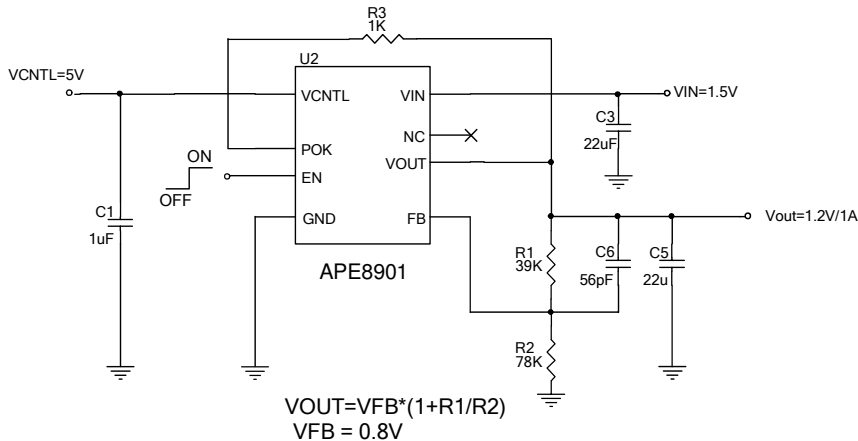 R3
1K
U2
VCNTL=5V
VCNTL
VIN
VIN=1.5V
C3
22uF
NC
POK
VOUT
ON
OFF
EN
C1
1uF
GND
FB
Vout=1.2V/1A
R1
39K
C6
56pF
C5
22u
APE8901
R2
78K
VOUT=VFB*(1+R1/R2)
VFB = 0.8V